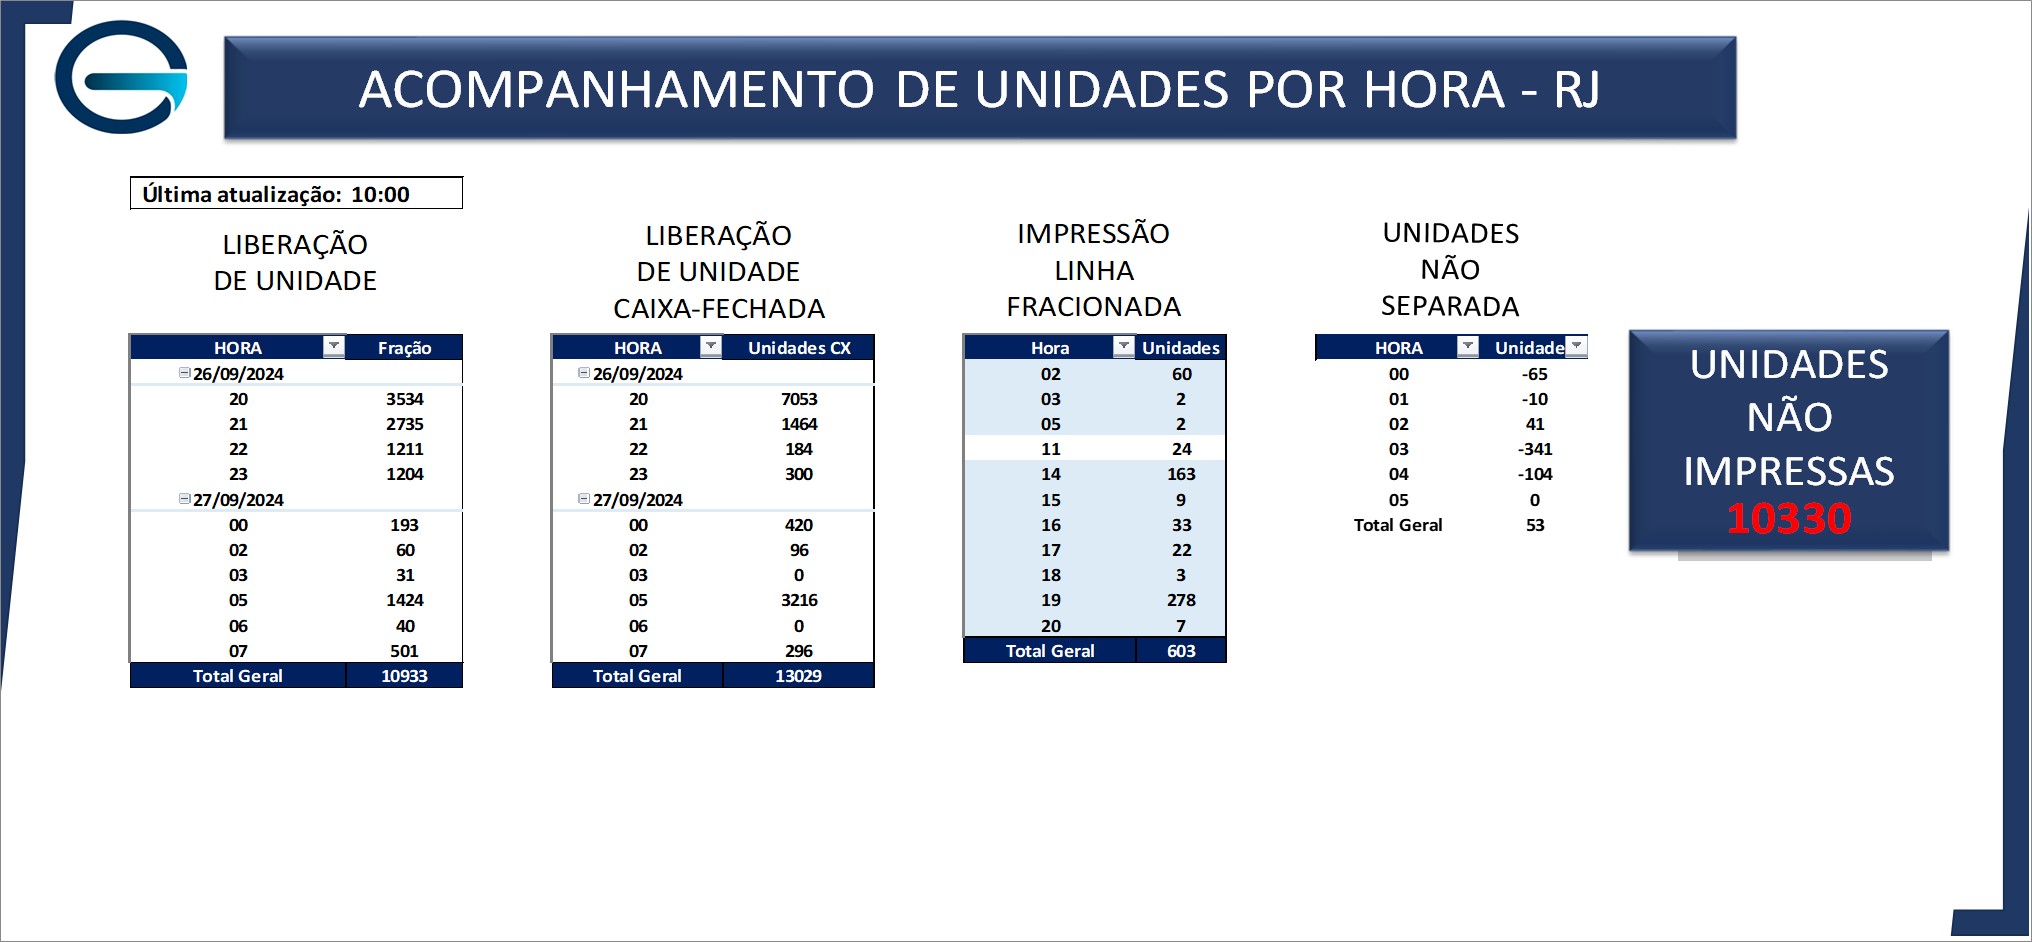 ACOMPANHAMENTO DE UNIDADES POR HORA - RJ
Última atualização: 10:00
LIBERAÇÃO
DE UNIDADE
HORA Fração
26/09/2024
20 3534
21 2735
22 1211
23 1204
27/09/2024
00 193
02 60
03 31
05 1424
06 40
07 501
Total Geral 10933
LIBERAÇÃO
DE UNIDADE
CAIXA-FECHADA
HORA Unidades CX
26/09/2024
20 7053
21 1464
22 184
23 300
27/09/2024
00 420
02 96
03 0
05 3216
06 0
07 296
Total Geral 13029
IMPRESSÃO
LINHA
FRACIONADA
Hora Unidades
02 60
03 2
05 2
11 24
14 163
15 9
16 33
17 22
18 3
19 278
20 7
Total Geral 603
UNIDADES
NÃO
SEPARADA
HORA Unidade
00 -65
01 -10
02 41
03 -341
04 -104
05 0
Total Geral 53
UNIDADES
NÃO
IMPRESSAS
10330